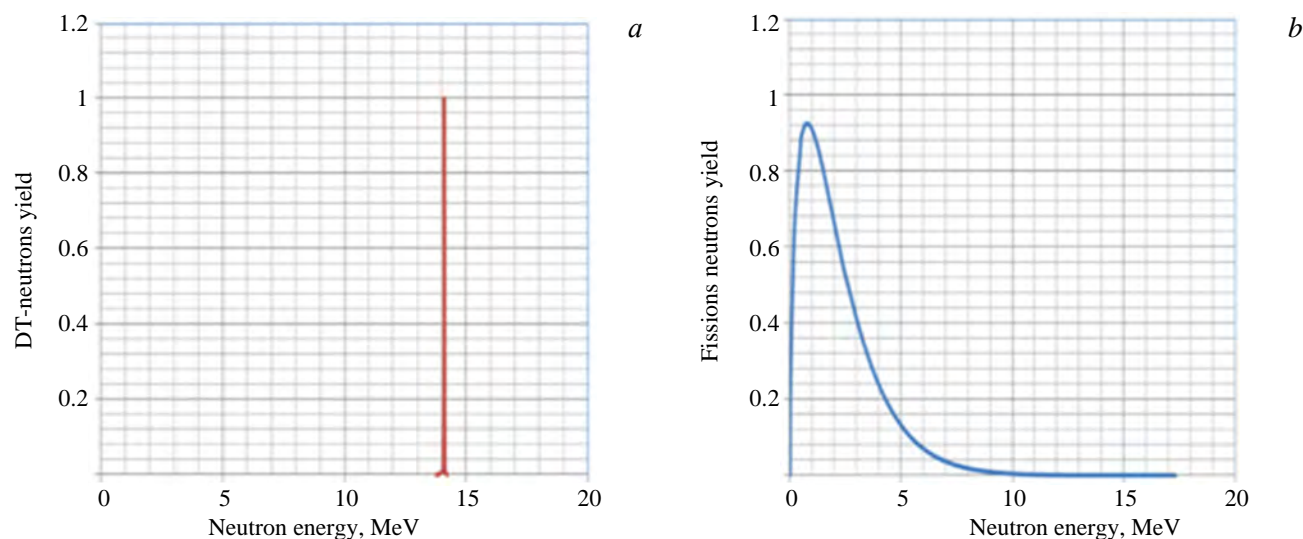 a
DT-neutrons yield
1.2
1
0.8
0.6
0.4
0.2
0 5 10 15 20
Neutron energy, MeV
b
Fissions neutrons yield
1.2
1
0.8
0.6
0.4
0.2
0 5 10 15 20
Neutron energy, MeV